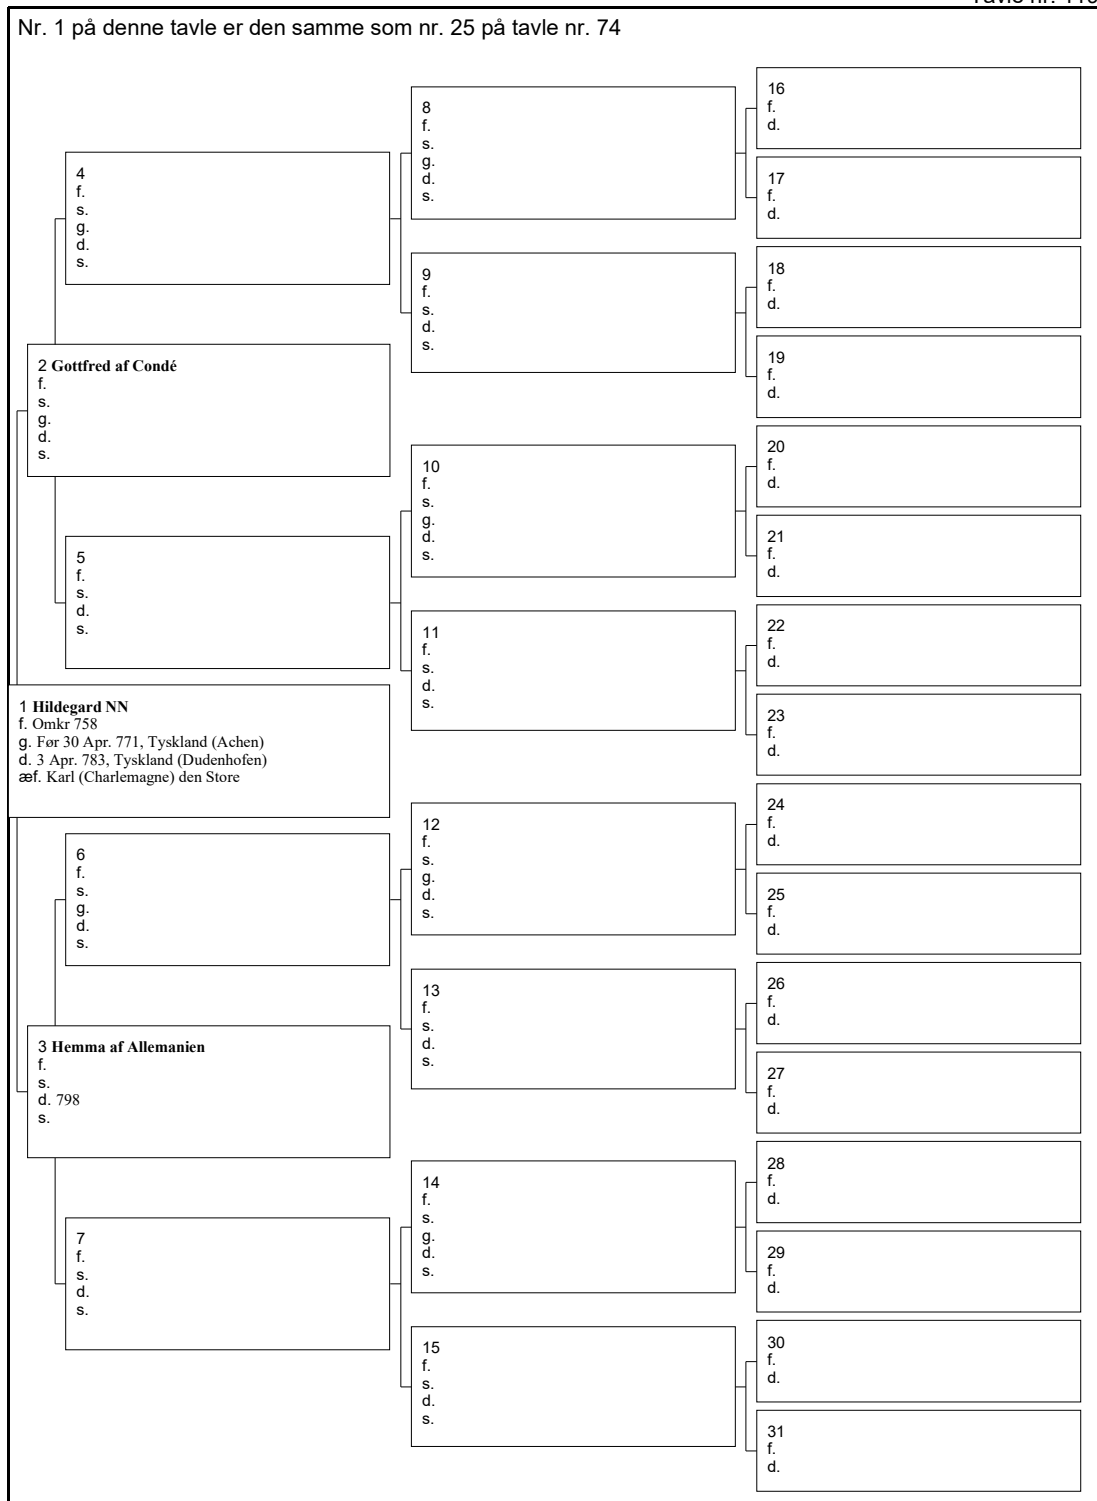 Nr. 1 på denne tavle er den samme som nr. 25 på tavle nr. 74
16
f.
d.
8
f.
s.
g.
d.
s.
17
f.
d.
4
f.
s.
g.
d.
s.
18
f.
d.
9
f.
s.
d.
s.
19
f.
d.
2 Gottfred af Condé
f.
s.
g.
d.
s.
20
f.
d.
10
f.
s.
g.
d.
s.
21
f.
d.
5
f.
s.
d.
s.
22
f.
d.
11
f.
s.
d.
s.
23
f.
d.
1 Hildegard NN
f. Omkr 758
g. Før 30 Apr. 771, Tyskland (Achen)
d. 3 Apr. 783, Tyskland (Dudenhofen)
æf. Karl (Charlemagne) den Store
24
f.
d.
12
f.
s.
g.
d.
s.
25
f.
d.
6
f.
s.
g.
d.
s.
26
f.
d.
13
f.
s.
d.
s.
27
f.
d.
3 Hemma af Allemanien
f.
s.
d. 798
s.
28
f.
d.
14
f.
s.
g.
d.
s.
29
f.
d.
7
f.
s.
d.
s.
30
f.
d.
15
f.
s.
d.
s.
31
f.
d.